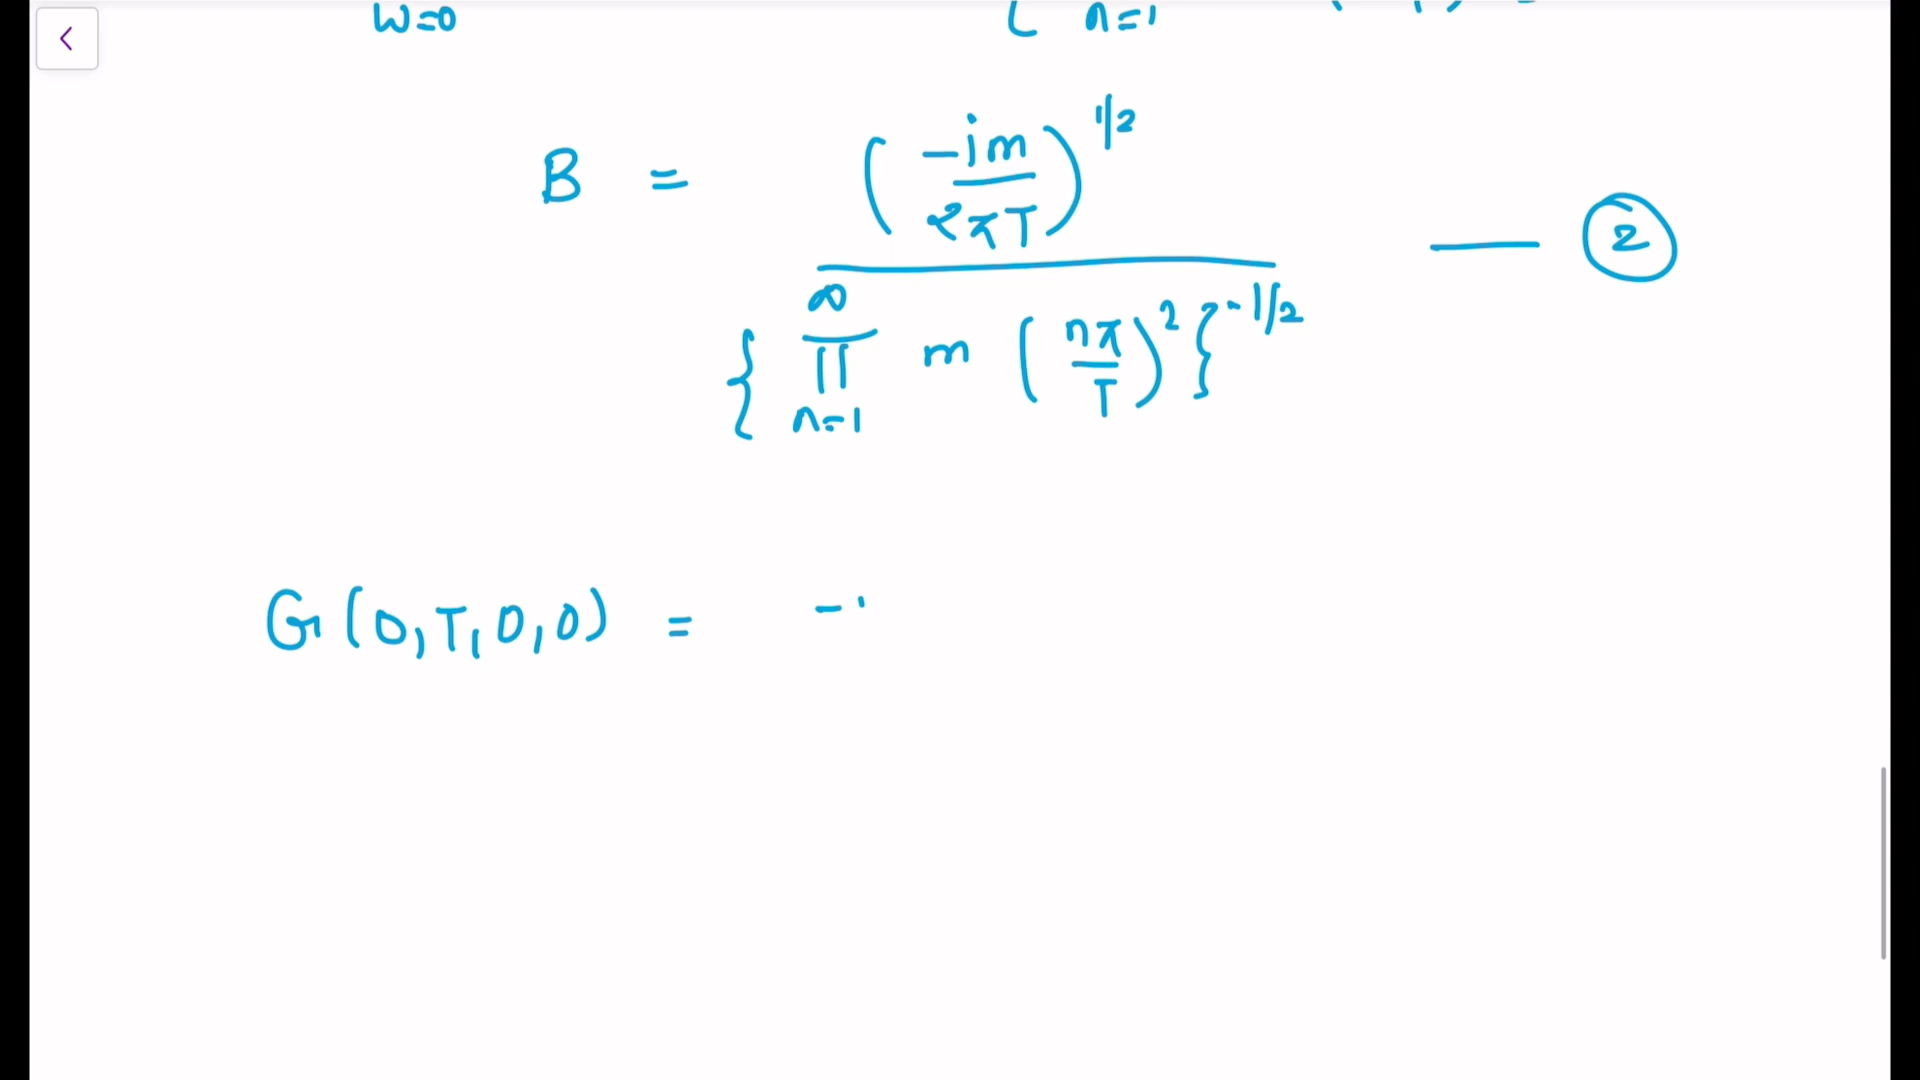 W=0 n=1
B = (-im/2πT)^1/2 / { ∞∏n=1 m (nπ/T)^2 }^-1/2 —— ②
G(0,T,0,0) = -